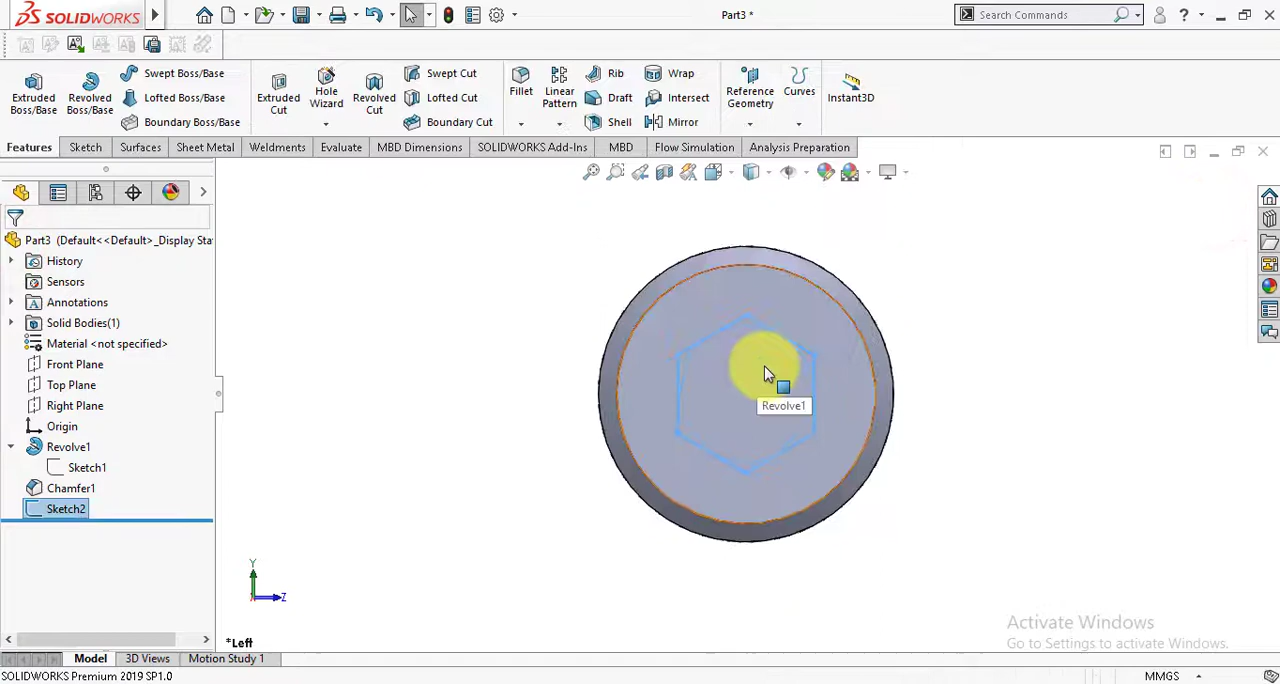 SOLIDWORKS
Part3 *
Search Commands
Extruded Boss/Base
Revolved Boss/Base
Swept Boss/Base
Lofted Boss/Base
Boundary Boss/Base
Extruded Cut
Hole Wizard
Revolved Cut
Swept Cut
Lofted Cut
Boundary Cut
Fillet
Linear Pattern
Rib
Draft
Shell
Wrap
Intersect
Mirror
Reference Geometry
Curves
Instant3D
Features
Sketch
Surfaces
Sheet Metal
Weldments
Evaluate
MBD Dimensions
SOLIDWORKS Add-Ins
MBD
Flow Simulation
Analysis Preparation
Part3 (Default<<Default>_Display Sta
History
Sensors
Annotations
Solid Bodies(1)
Material <not specified>
Front Plane
Top Plane
Right Plane
Origin
Revolve1
Sketch1
Chamfer1
Sketch2
Revolve1
Y
Z
*Left
Activate Windows
Go to Settings to activate Windows.
Model
3D Views
Motion Study 1
SOLIDWORKS Premium 2019 SP1.0
MMGS